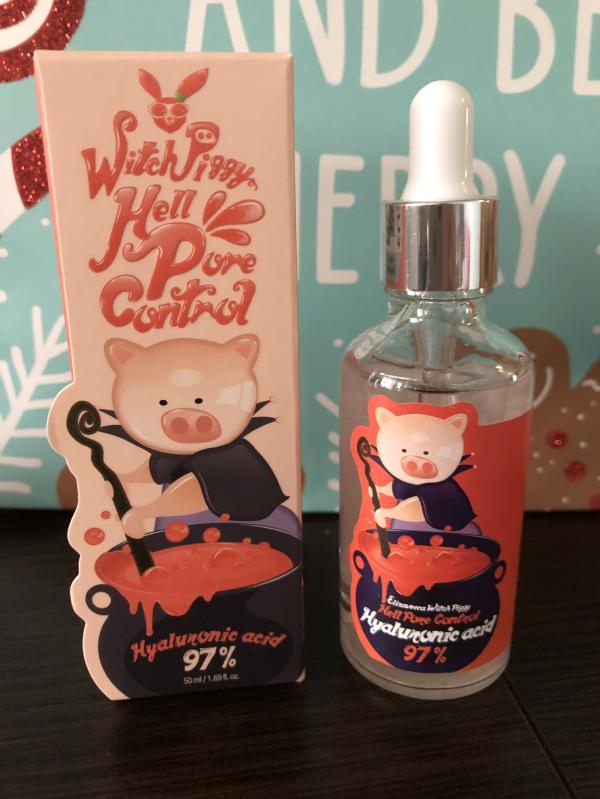 AND BE
MERRY
Witch Piggy
Hell
Pore
Control
Hyaluronic acid
97%
50 ml / 1.69 fl. oz.
Elizavecca Witch Piggy
Hell Pore Control
Hyaluronic acid
97%